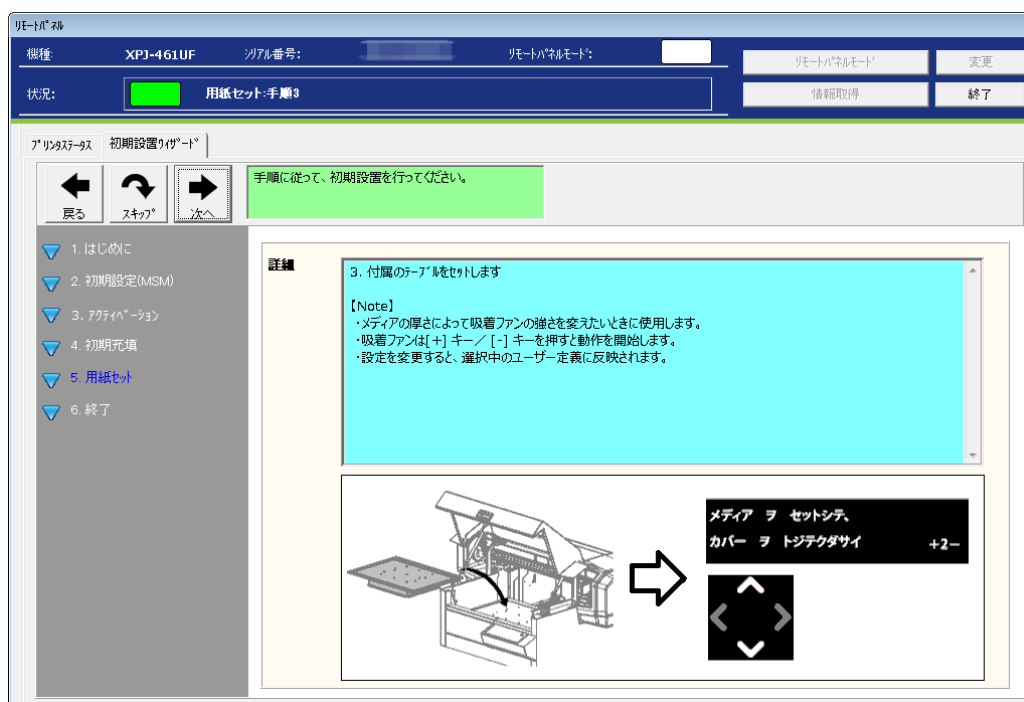 リモートパネル
機種:
XPJ-461UF
シリアル番号:
リモートパネルモード:
リモートパネルモード
変更
状況:
用紙セット:手順3
情報取得
終了
プリンタステータス
初期設置ウィザード
戻る
スキップ
次へ
手順に従って、初期設置を行ってください。
1. はじめに
2. 初期設定(MSM)
3. アクティベーション
4. 初期充填
5. 用紙セット
6. 終了
詳細
3. 付属のテーブルをセットします
【Note】
・メディアの厚さによって吸着ファンの強さを変えたいときに使用します。
・吸着ファンは[+] キー／ [-] キーを押すと動作を開始します。
・設定を変更すると、選択中のユーザー定義に反映されます。
メディア ヲ セットシテ、
カバー ヲ トジテクダサイ +2−